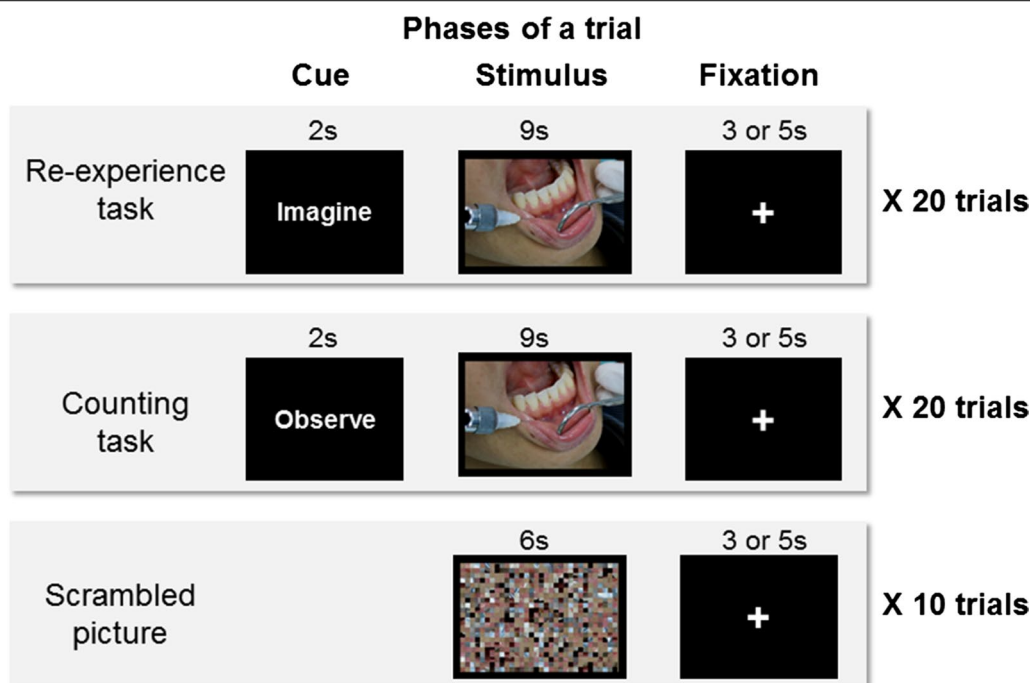 Phases of a trial
Cue Stimulus Fixation
2s 9s 3 or 5s
Re-experience
task
Imagine
+
X 20 trials
2s 9s 3 or 5s
Counting
task
Observe
+
X 20 trials
6s 3 or 5s
Scrambled
picture
+
X 10 trials